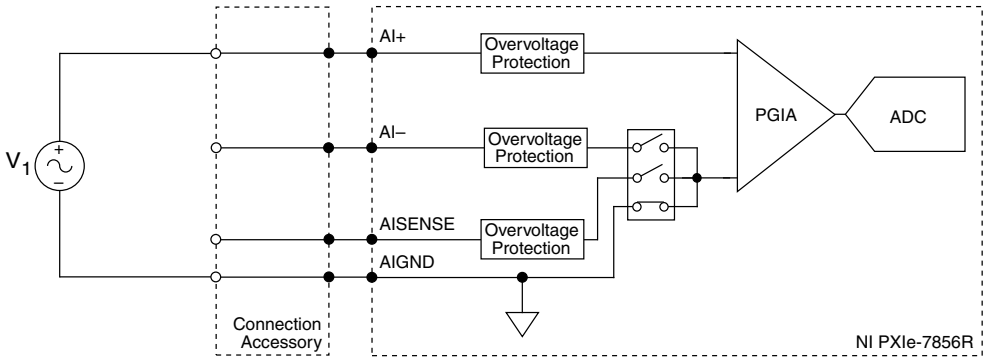 AI+
Overvoltage
Protection
PGIA
ADC
AI–
Overvoltage
Protection
V1
+
–
AISENSE
Overvoltage
Protection
AIGND
Connection
Accessory
NI PXIe-7856R